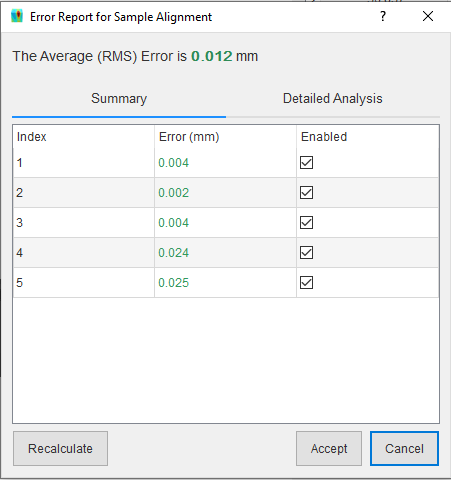 Error Report for Sample Alignment ?
The Average (RMS) Error is 0.012 mm
Summary Detailed Analysis
Index Error (mm) Enabled
1 0.004
2 0.002
3 0.004
4 0.024
5 0.025
Recalculate Accept Cancel